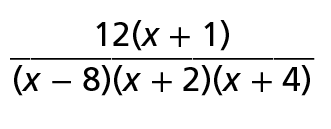 12(x + 1)
(x − 8)(x + 2)(x + 4)